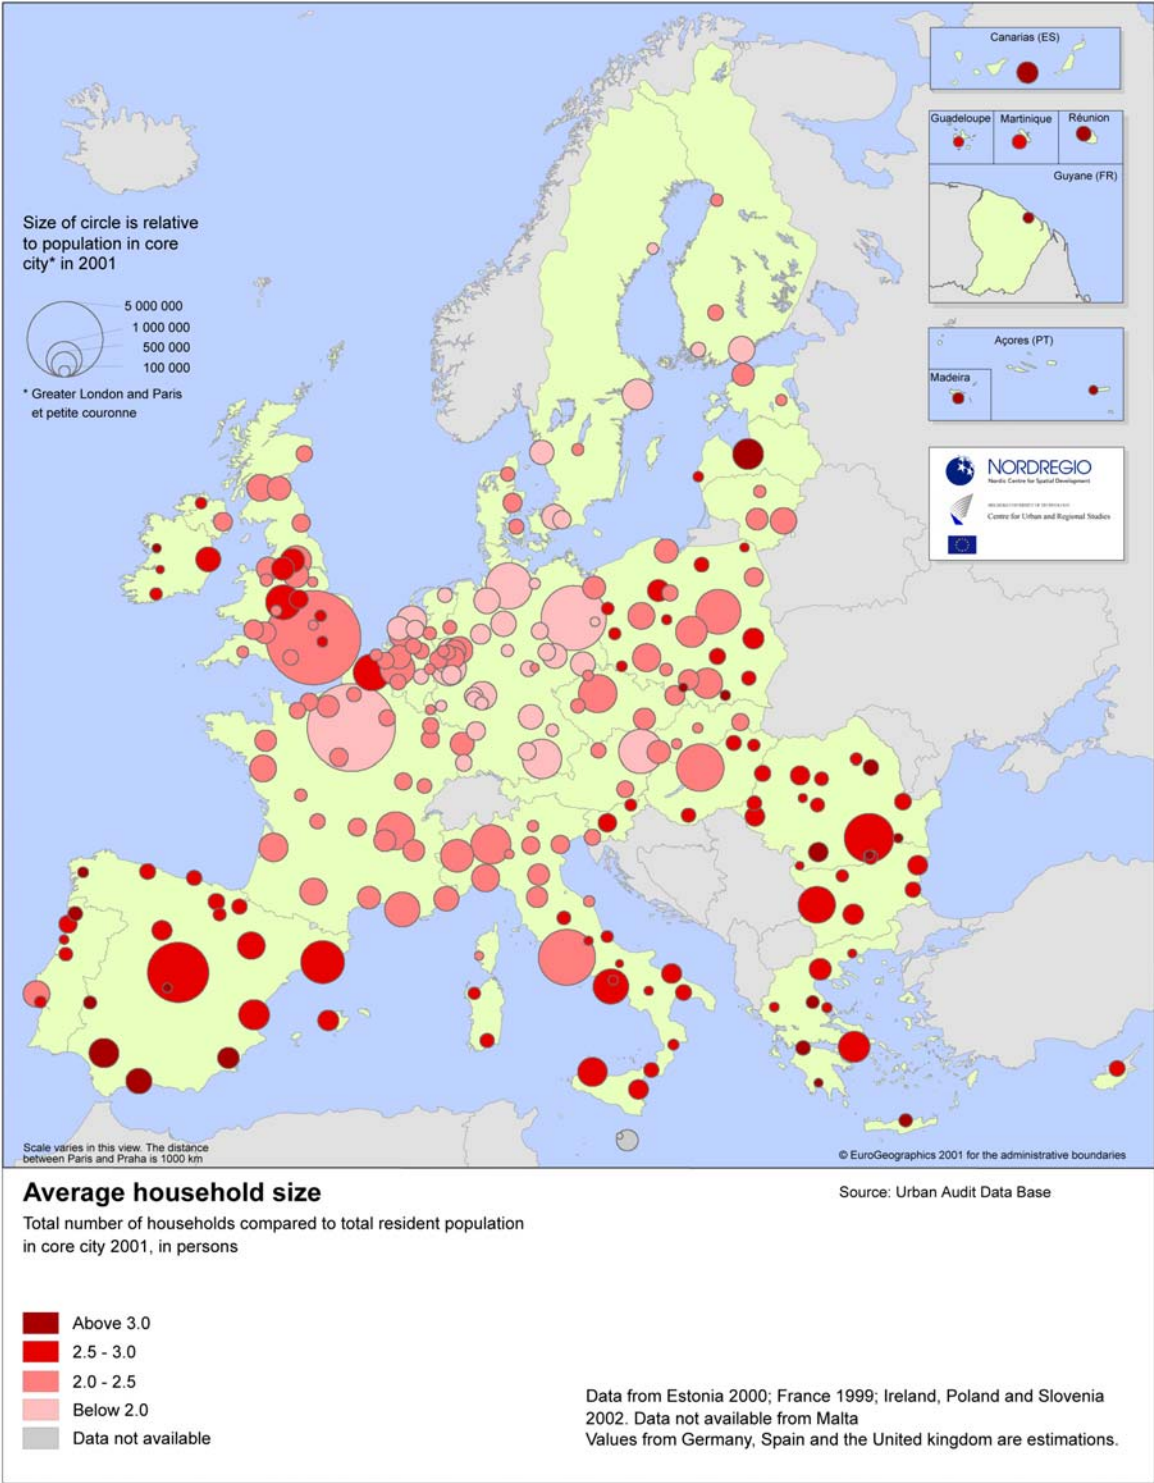 Canarias (ES)
Guadeloupe
Martinique
Réunion
Guyane (FR)
Size of circle is relative
to population in core
city* in 2001
5 000 000
1 000 000
500 000
100 000
* Greater London and Paris
et petite couronne
Açores (PT)
Madeira
NORDREGIO
Nordic Centre for Spatial Development
Centre for Urban and Regional Studies
Scale varies in this view. The distance
between Paris and Praha is 1000 km
© EuroGeographics 2001 for the administrative boundaries
Average household size
Source: Urban Audit Data Base
Total number of households compared to total resident population
in core city 2001, in persons
Above 3.0
2.5 - 3.0
2.0 - 2.5
Below 2.0
Data not available
Data from Estonia 2000; France 1999; Ireland, Poland and Slovenia
2002. Data not available from Malta
Values from Germany, Spain and the United kingdom are estimations.